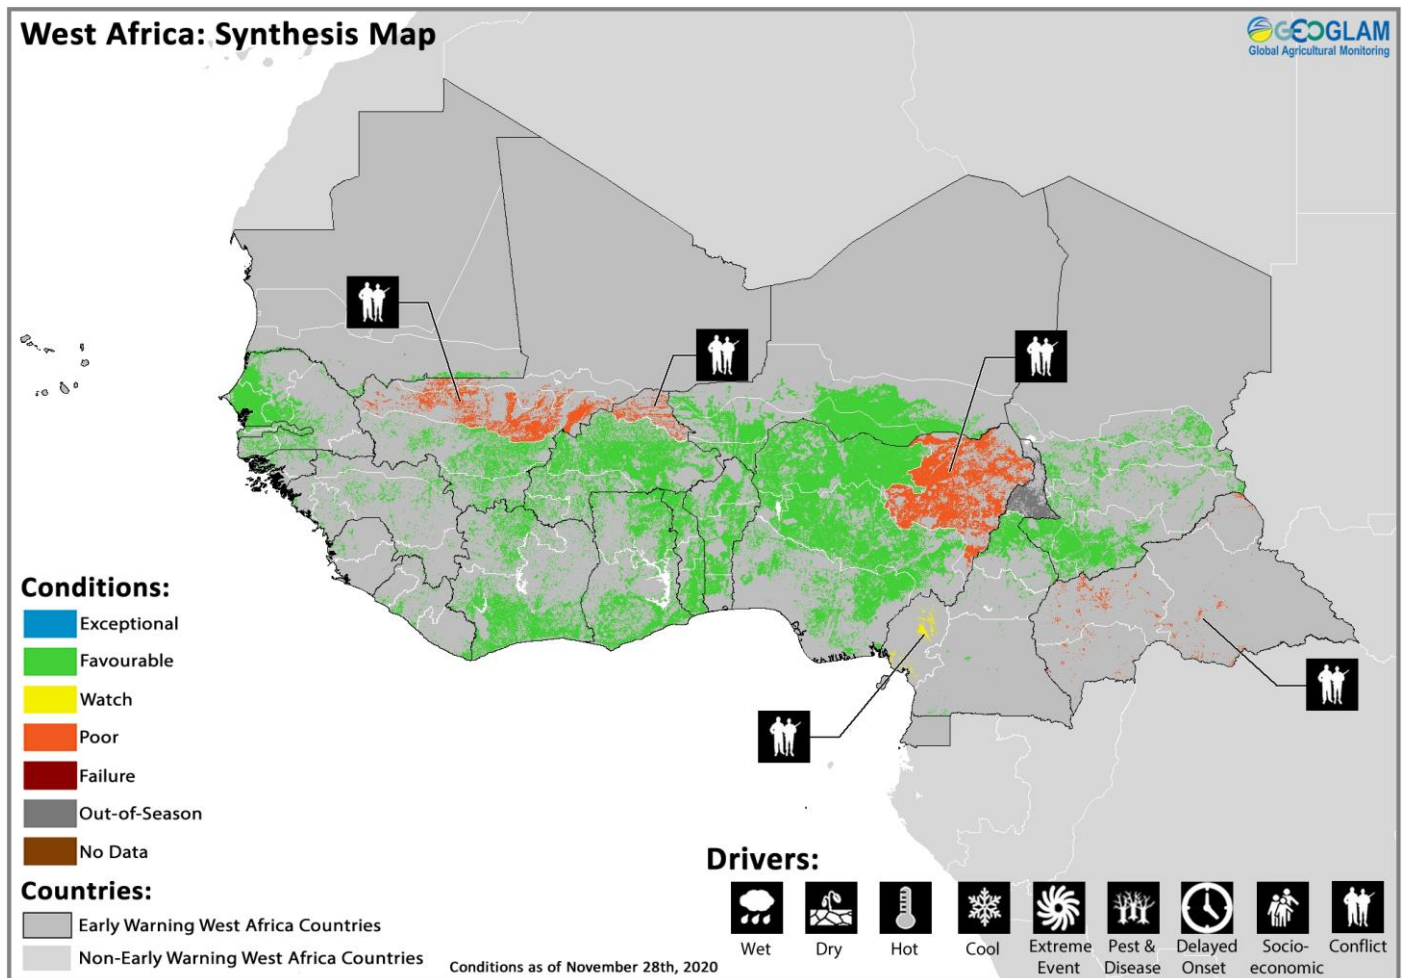 West Africa: Synthesis Map
GEOGLAM
Global Agricultural Monitoring
Conditions:
Exceptional
Favourable
Watch
Poor
Failure
Out-of-Season
No Data
Countries:
Early Warning West Africa Countries
Non-Early Warning West Africa Countries
Conditions as of November 28th, 2020
Drivers:
Wet
Dry
Hot
Cool
Extreme
Event
Pest &
Disease
Delayed
Onset
Socio-
economic
Conflict